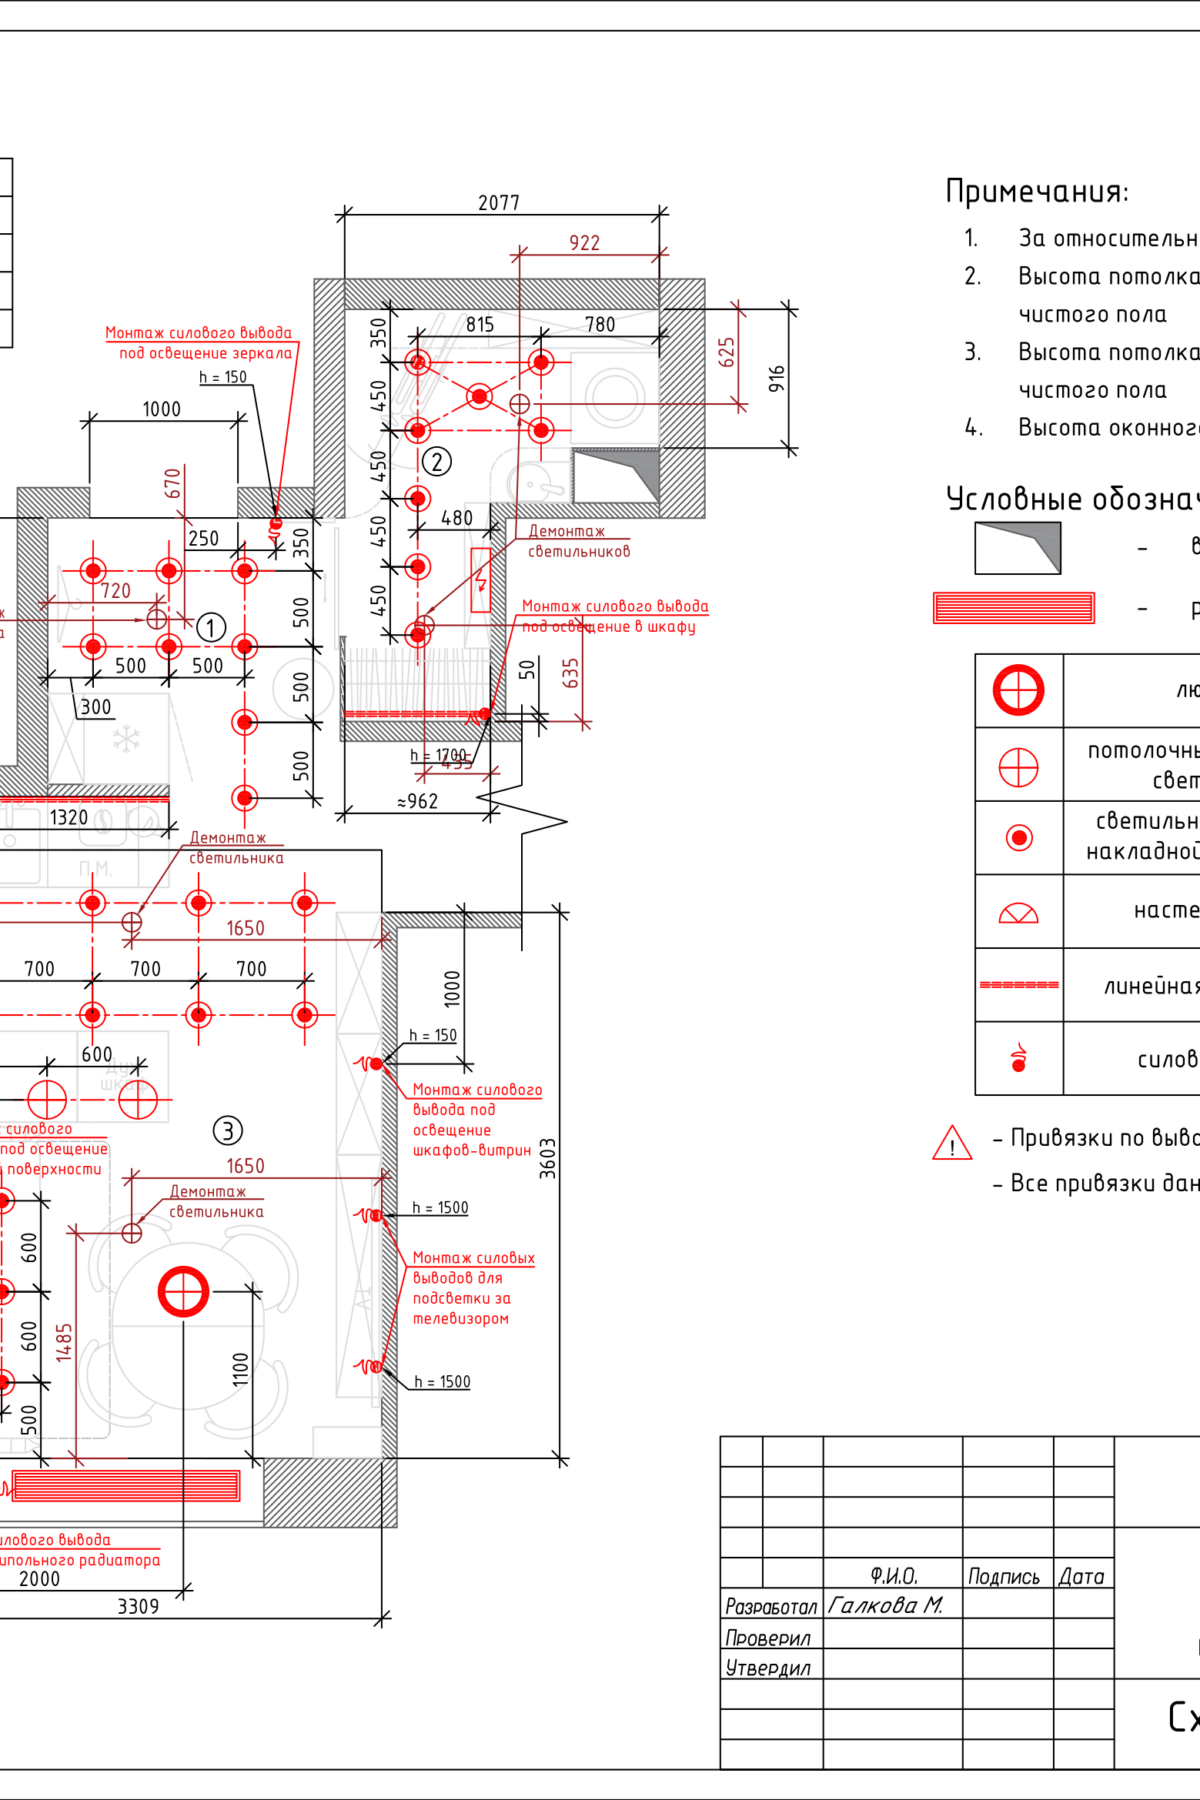 Примечания:
1. За относительн
2. Высота потолка
чистого пола
3. Высота потолка
чистого пола
4. Высота оконного
Условные обознач
-
-
лю
потолочны
свет
светильн
накладной
насте
линейная
силов
! – Привязки по выво
– Все привязки дан
2077
922
815
780
350
625
916
450
450
450
450
2
480
Демонтаж
светильников
Монтаж силового вывода
под освещение в шкафу
50
635
h = 1700
435
≈962
Монтаж силового вывода
под освещение зеркала
h = 150
1000
670
250
350
720
1
500
500
500
500
500
300
1320
П.М.
Демонтаж
светильника
1650
700
700
700
1000
h = 150
600
Дух.
шкаф
Монтаж силового
вывода под
освещение
шкафов-витрин
силового
под освещение
поверхности
3
3603
1650
Демонтаж
светильника
h = 1500
Монтаж силовых
выводов для
подсветки за
телевизором
h = 1500
600
600
500
1485
1100
илового вывода
ипольного радиатора
2000
3309
Ф.И.О. Подпись Дата
Разработал Галкова М.
Проверил
Утвердил
Сх